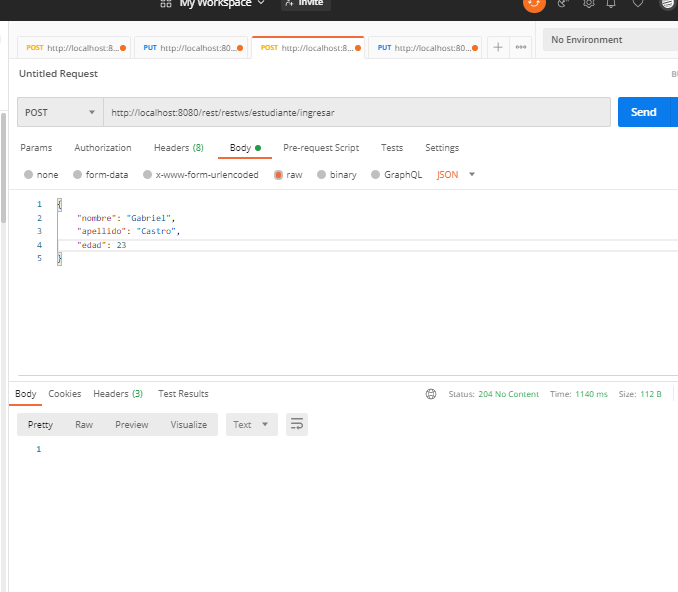 My Workspace Invite
POST http://localhost:8... PUT http://localhost:80... POST http://localhost:8... PUT http://localhost:80... No Environment
Untitled Request
POST http://localhost:8080/rest/restws/estudiante/ingresar Send
Params Authorization Headers (8) Body Pre-request Script Tests Settings
none form-data x-www-form-urlencoded raw binary GraphQL JSON
1 {
2 "nombre": "Gabriel",
3 "apellido": "Castro",
4 "edad": 23
5 }
Body Cookies Headers (3) Test Results Status: 204 No Content Time: 1140 ms Size: 112 B
Pretty Raw Preview Visualize Text
1